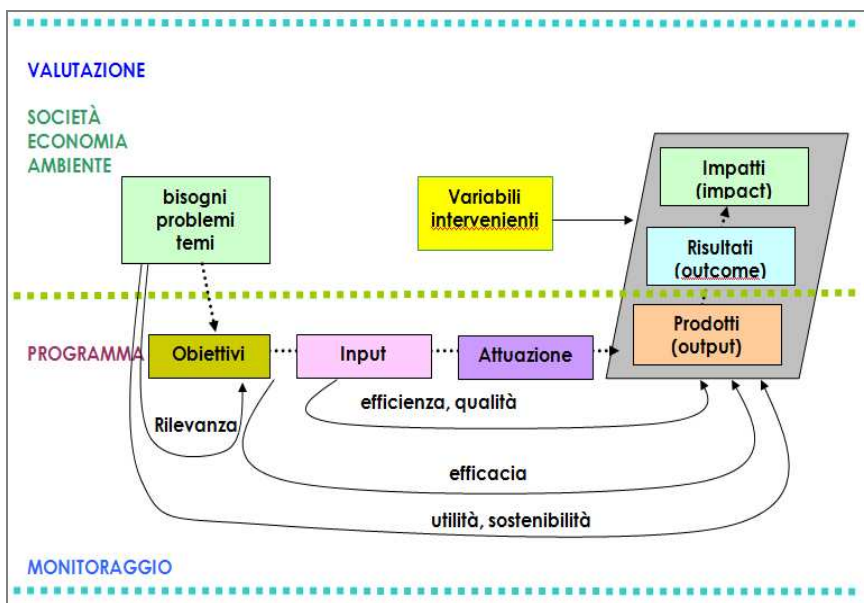 VALUTAZIONE
SOCIETÀ
ECONOMIA
AMBIENTE
bisogni
problemi
temi
Variabili
intervenienti
Impatti
(impact)
Risultati
(outcome)
Prodotti
(output)
PROGRAMMA
Obiettivi
Input
Attuazione
Rilevanza
efficienza, qualità
efficacia
utilità, sostenibilità
MONITORAGGIO